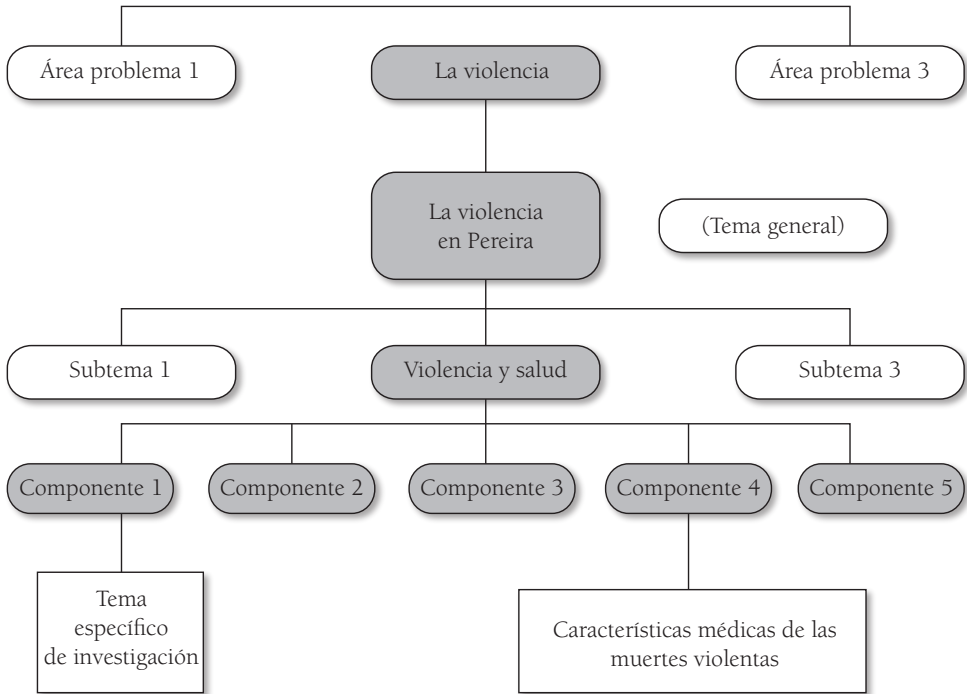 Área problema 1
La violencia
Área problema 3
La violencia
en Pereira
(Tema general)
Subtema 1
Violencia y salud
Subtema 3
Componente 1
Componente 2
Componente 3
Componente 4
Componente 5
Tema
específico
de investigación
Características médicas de las
muertes violentas